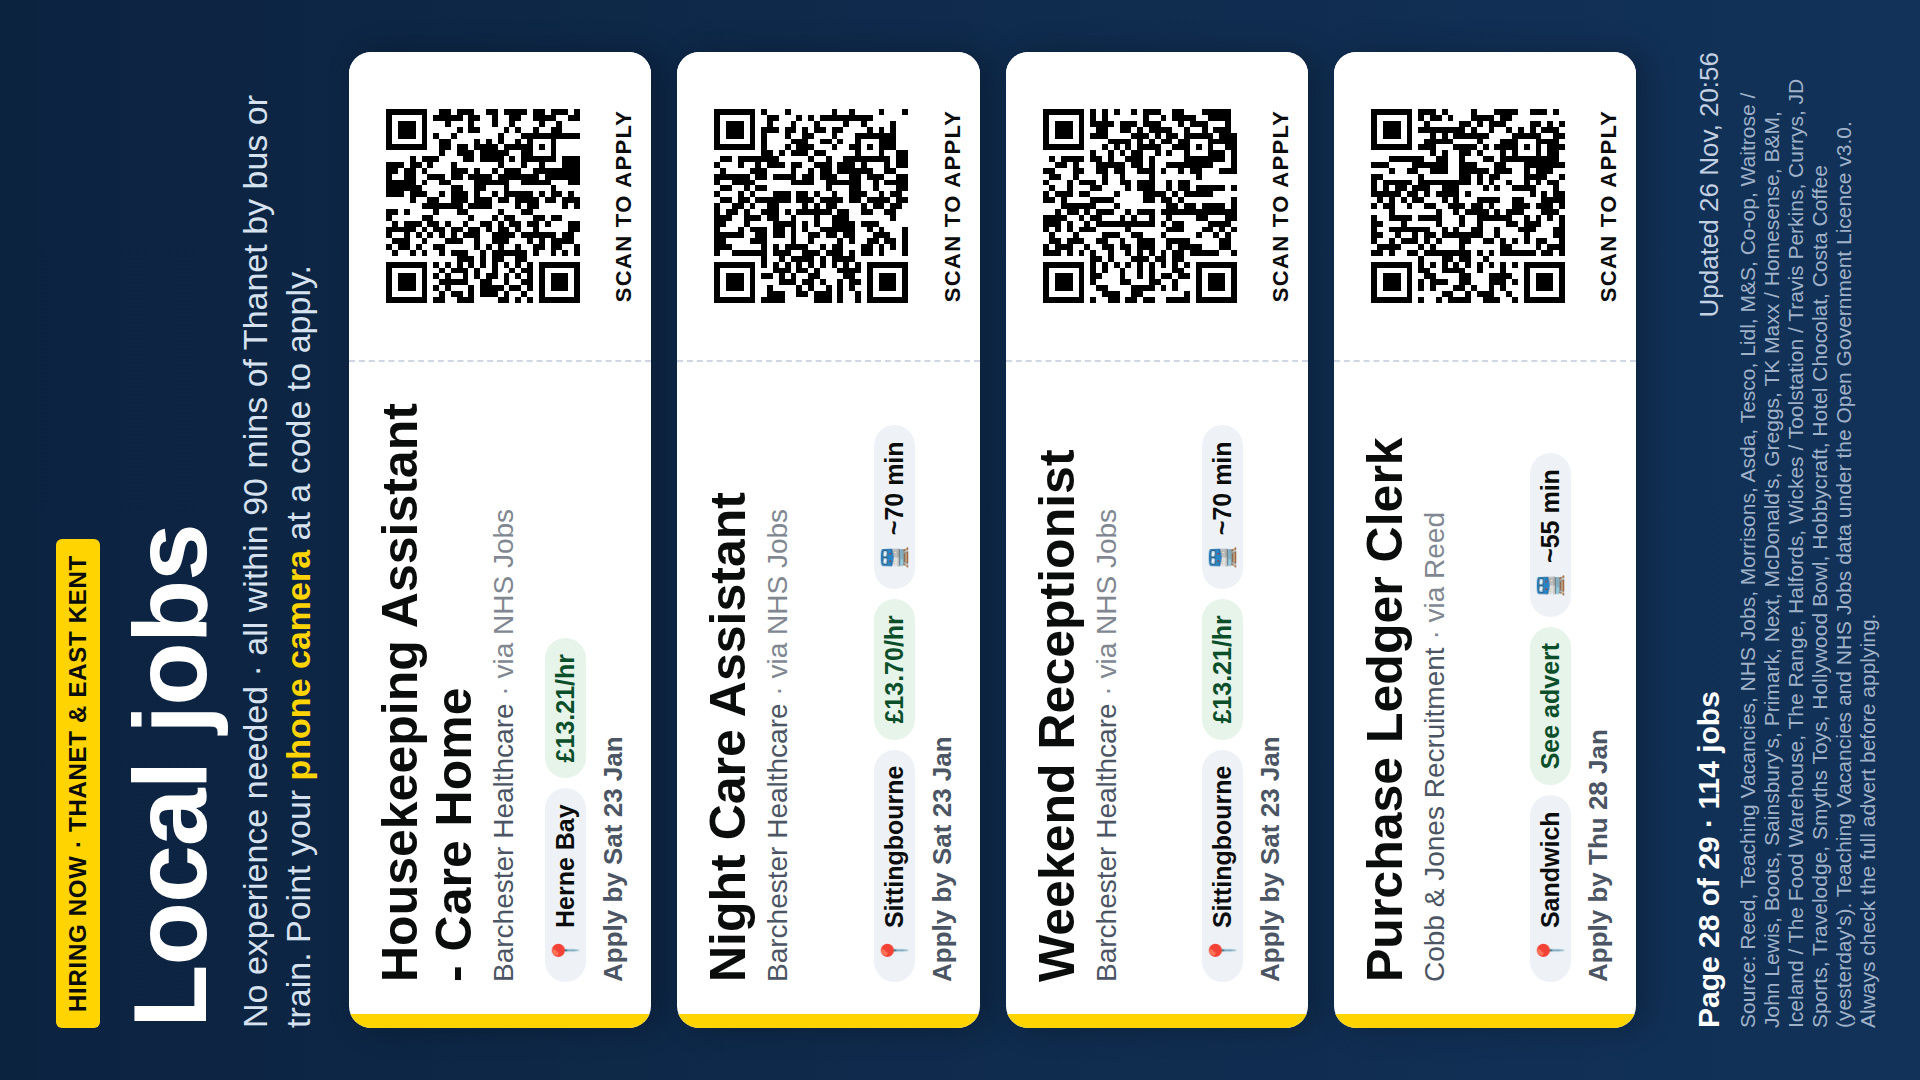 HIRING NOW · THANET & EAST KENT
Local jobs
No experience needed · all within 90 mins of Thanet by bus or
train. Point your phone camera at a code to apply.
Housekeeping Assistant
- Care Home
Barchester Healthcare · via NHS Jobs
📍 Herne Bay £13.21/hr
Apply by Sat 23 Jan
SCAN TO APPLY
Night Care Assistant
Barchester Healthcare · via NHS Jobs
📍 Sittingbourne £13.70/hr 🚆 ~70 min
Apply by Sat 23 Jan
SCAN TO APPLY
Weekend Receptionist
Barchester Healthcare · via NHS Jobs
📍 Sittingbourne £13.21/hr 🚆 ~70 min
Apply by Sat 23 Jan
SCAN TO APPLY
Purchase Ledger Clerk
Cobb & Jones Recruitment · via Reed
📍 Sandwich See advert 🚆 ~55 min
Apply by Thu 28 Jan
SCAN TO APPLY
Page 28 of 29 · 114 jobs Updated 26 Nov, 20:56
Source: Reed, Teaching Vacancies, NHS Jobs, Morrisons, Asda, Tesco, Lidl, M&S, Co-op, Waitrose /
John Lewis, Boots, Sainsbury's, Primark, Next, McDonald's, Greggs, TK Maxx / Homesense, B&M,
Iceland / The Food Warehouse, The Range, Halfords, Wickes / Toolstation / Travis Perkins, Currys, JD
Sports, Travelodge, Smyths Toys, Hollywood Bowl, Hobbycraft, Hotel Chocolat, Costa Coffee
(yesterday's). Teaching Vacancies and NHS Jobs data under the Open Government Licence v3.0.
Always check the full advert before applying.